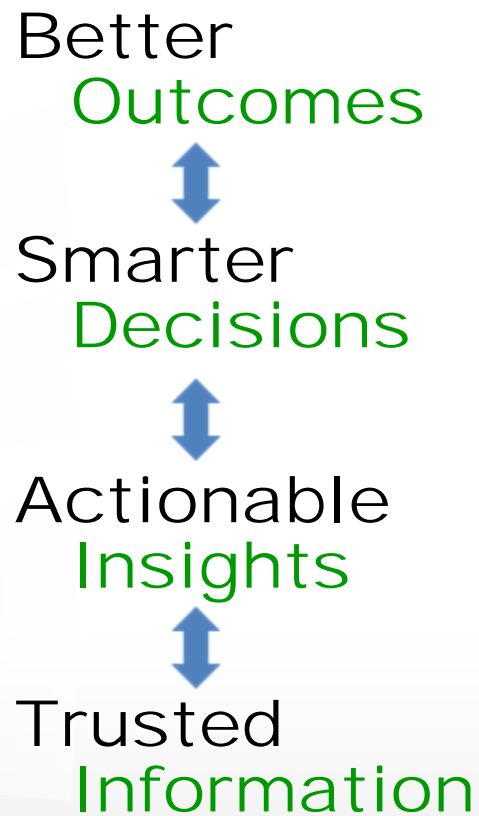 Better
Outcomes
Smarter
Decisions
Actionable
Insights
Trusted
Information